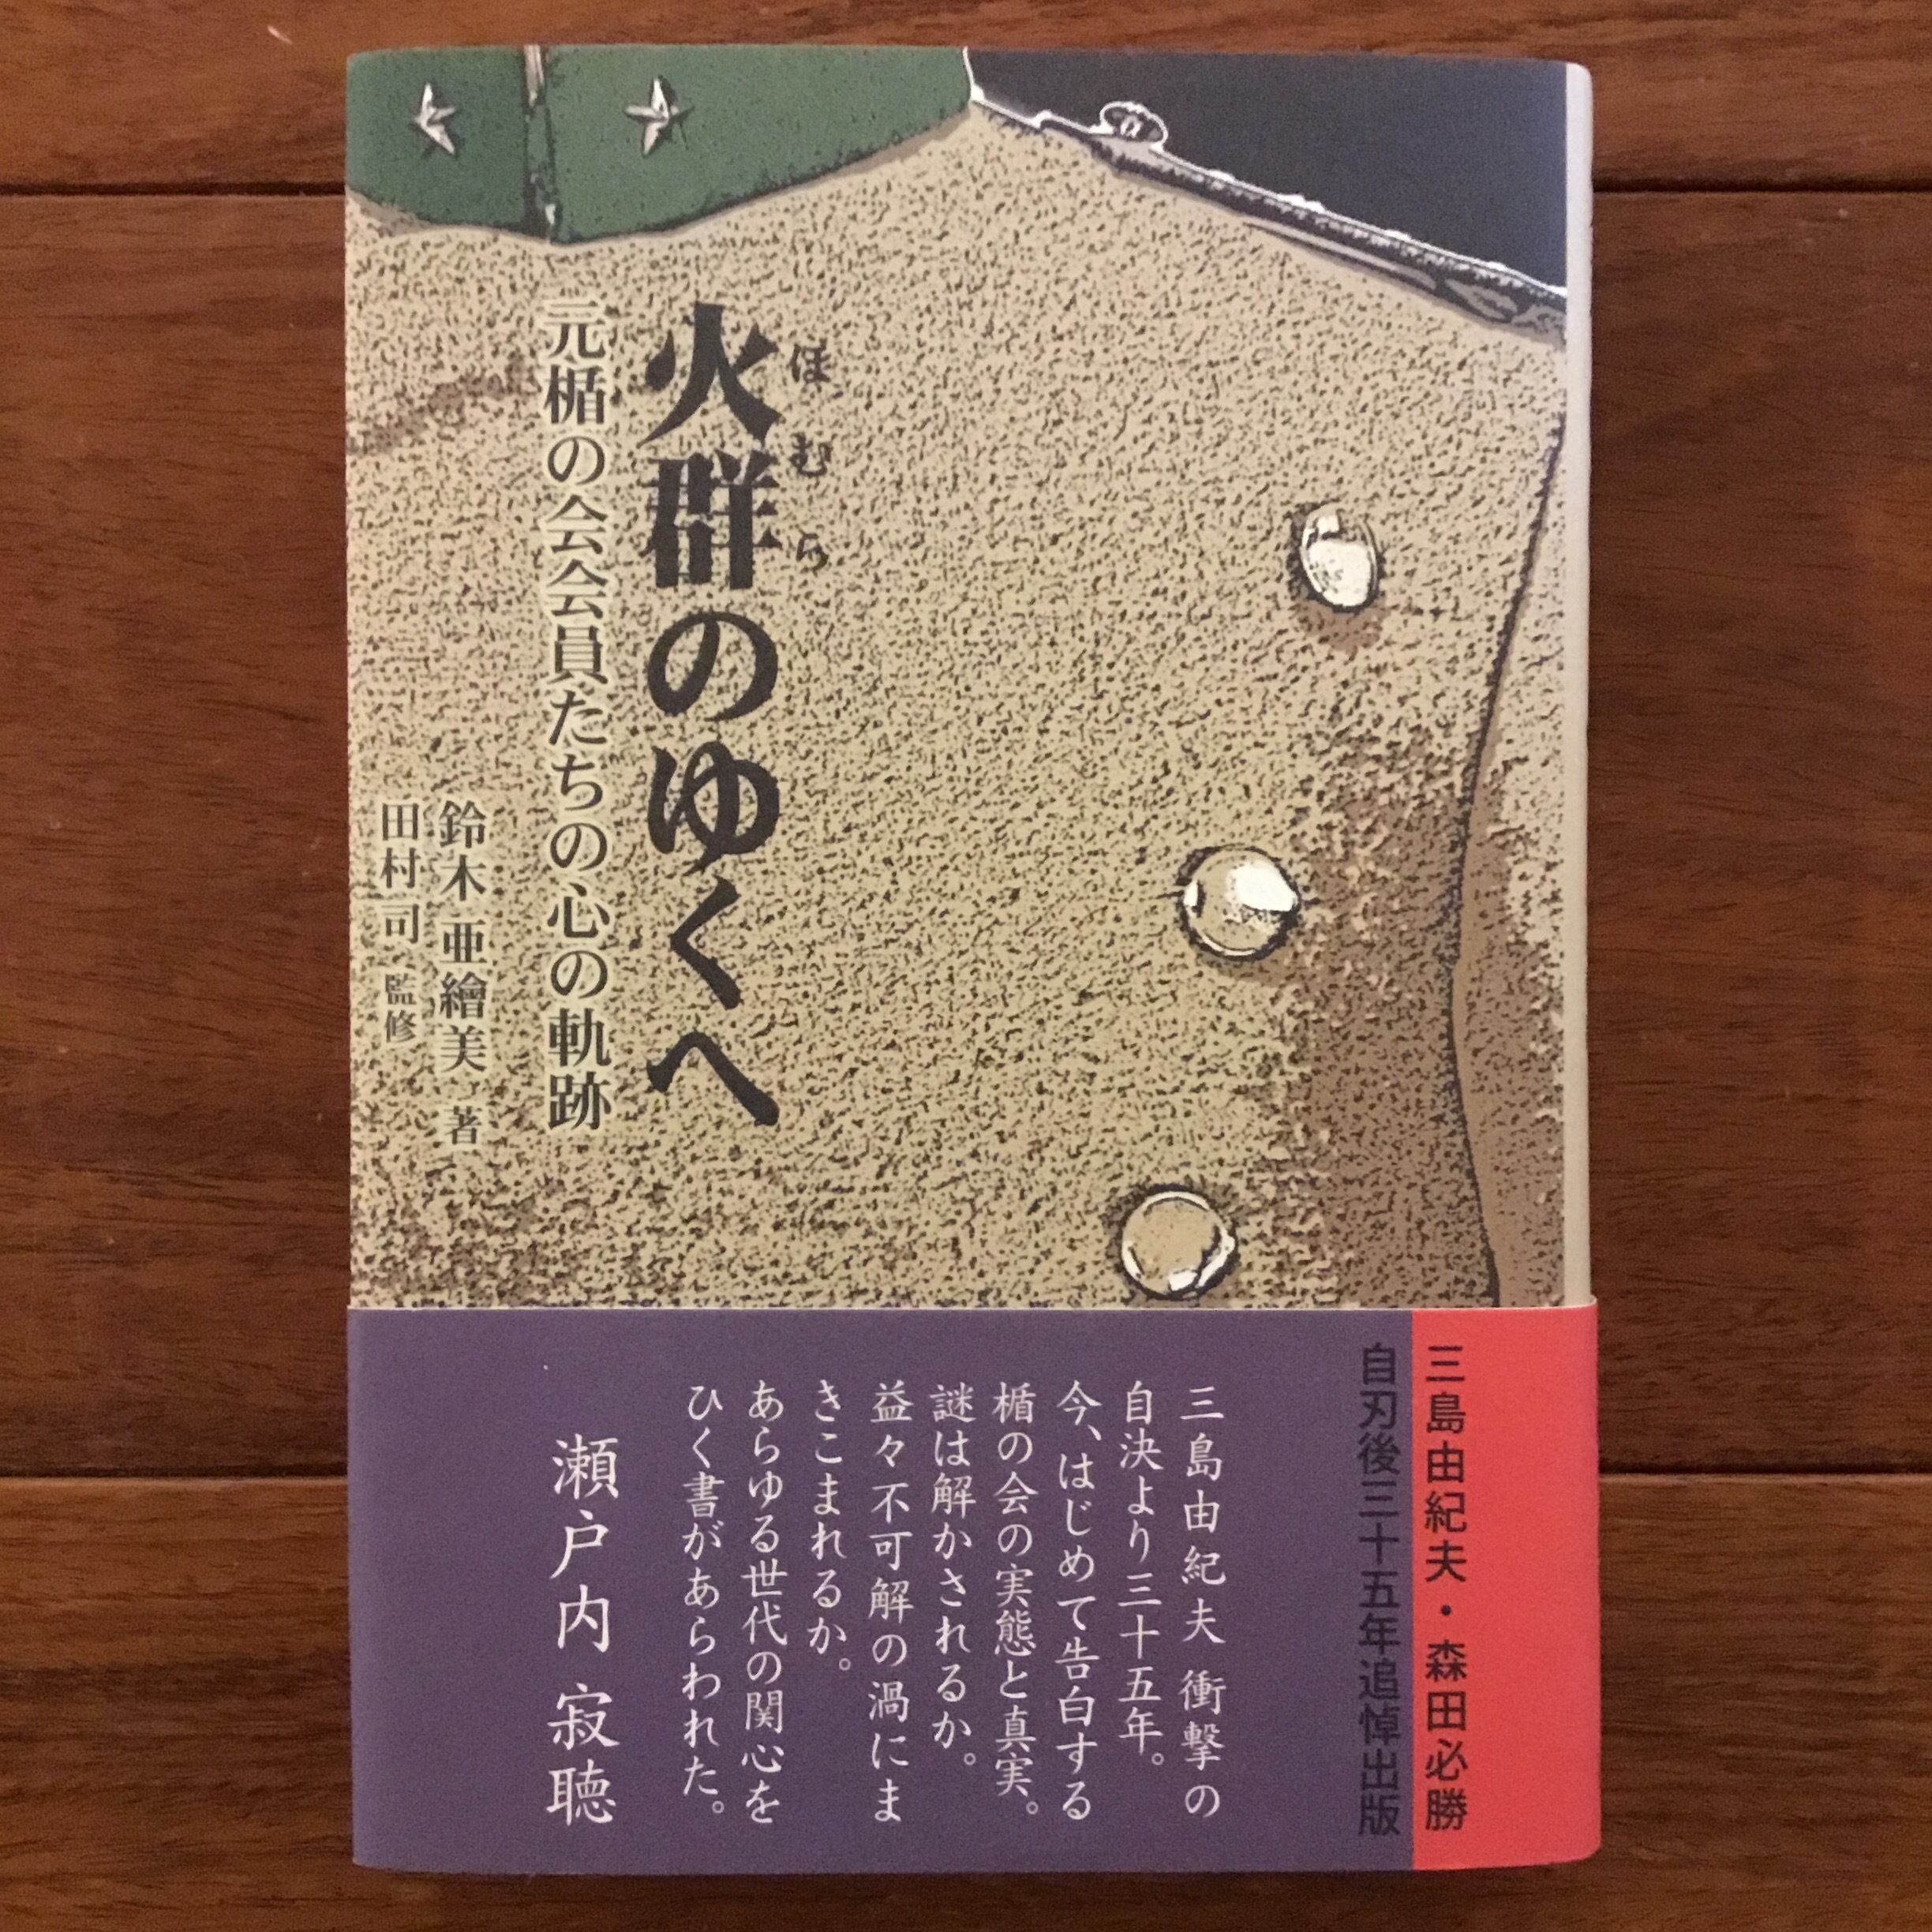 ほむら
火群のゆくへ
元楯の会会員たちの心の軌跡
鈴木亜繪美 著
田村司 監修
三島由紀夫・森田必勝
自刃後三十五年追悼出版
三島由紀夫 衝撃の
自決より三十五年。
今、はじめて告白する
楯の会の実態と真実。
謎は解かされるか。
益々不可解の渦にま
きこまれるか。
あらゆる世代の関心を
ひく書があらわれた。
瀬戸内 寂聴